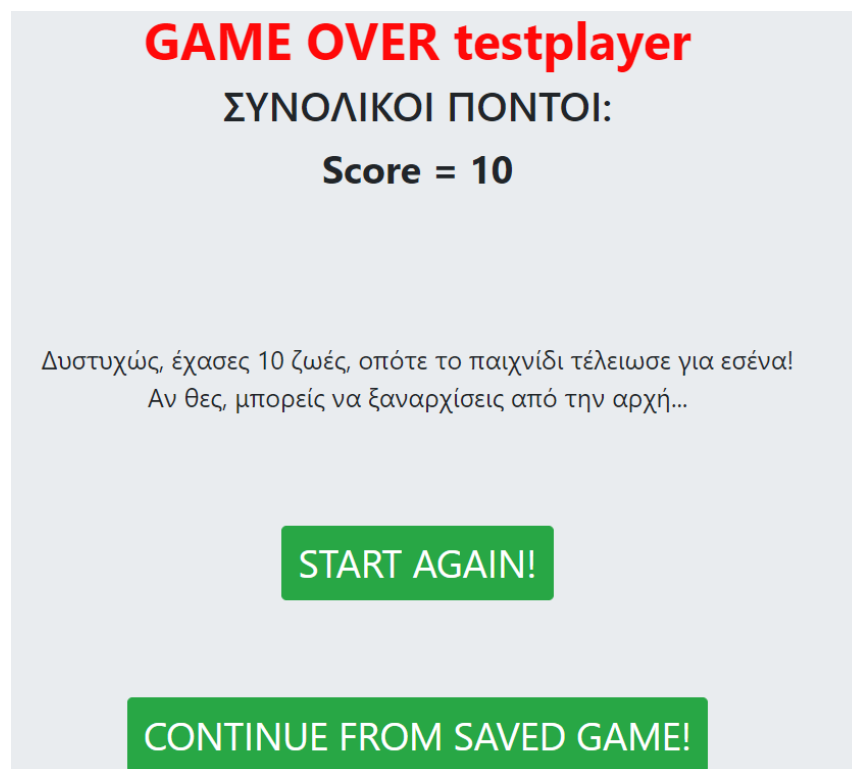 GAME OVER testplayer
ΣΥΝΟΛΙΚΟΙ ΠΟΝΤΟΙ:
Score = 10
Δυστυχώς, έχασες 10 ζωές, οπότε το παιχνίδι τέλειωσε για εσένα!
Αν θες, μπορείς να ξαναρχίσεις από την αρχή...
START AGAIN!
CONTINUE FROM SAVED GAME!